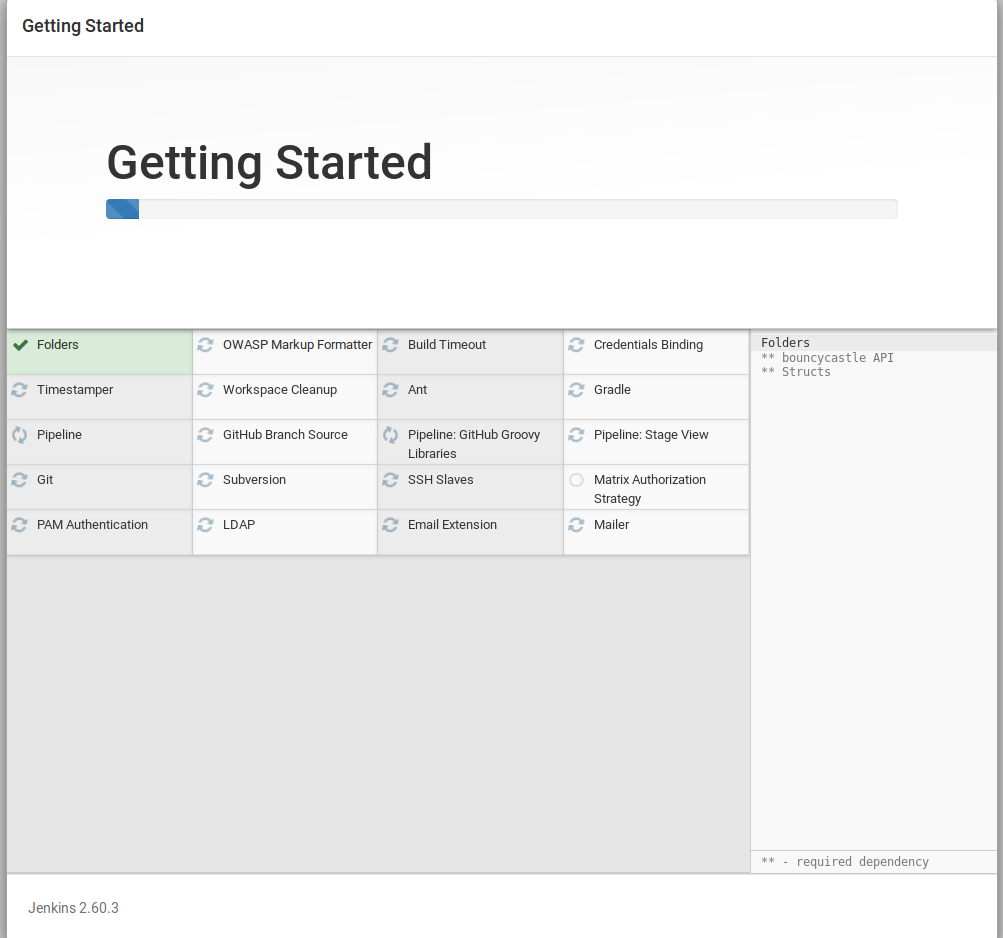 Getting Started
Getting Started
Folders
OWASP Markup Formatter
Build Timeout
Credentials Binding
Timestamper
Workspace Cleanup
Ant
Gradle
Pipeline
GitHub Branch Source
Pipeline: GitHub Groovy
Libraries
Pipeline: Stage View
Git
Subversion
SSH Slaves
Matrix Authorization
Strategy
PAM Authentication
LDAP
Email Extension
Mailer
Folders
** bouncycastle API
** Structs
** - required dependency
Jenkins 2.60.3